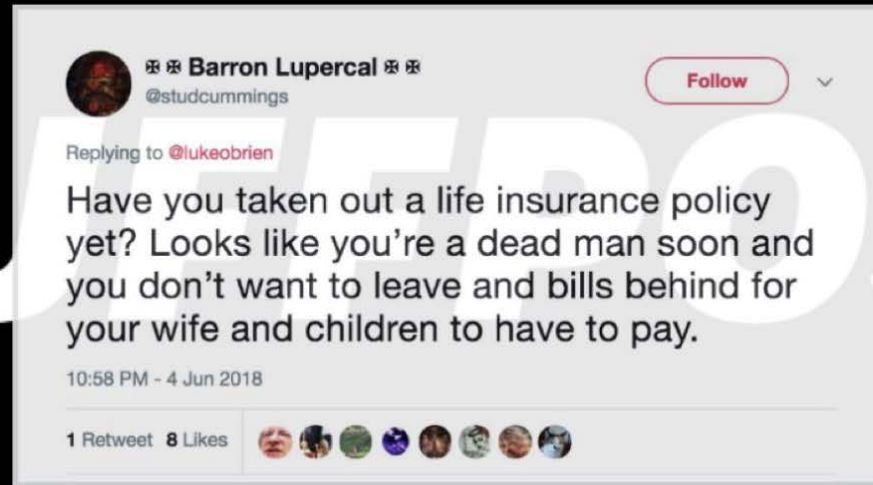 ✠ ✠ Barron Lupercal ✠ ✠
@studcummings
Follow
Replying to @lukeobrien
Have you taken out a life insurance policy
yet? Looks like you're a dead man soon and
you don't want to leave and bills behind for
your wife and children to have to pay.
10:58 PM - 4 Jun 2018
1 Retweet 8 Likes